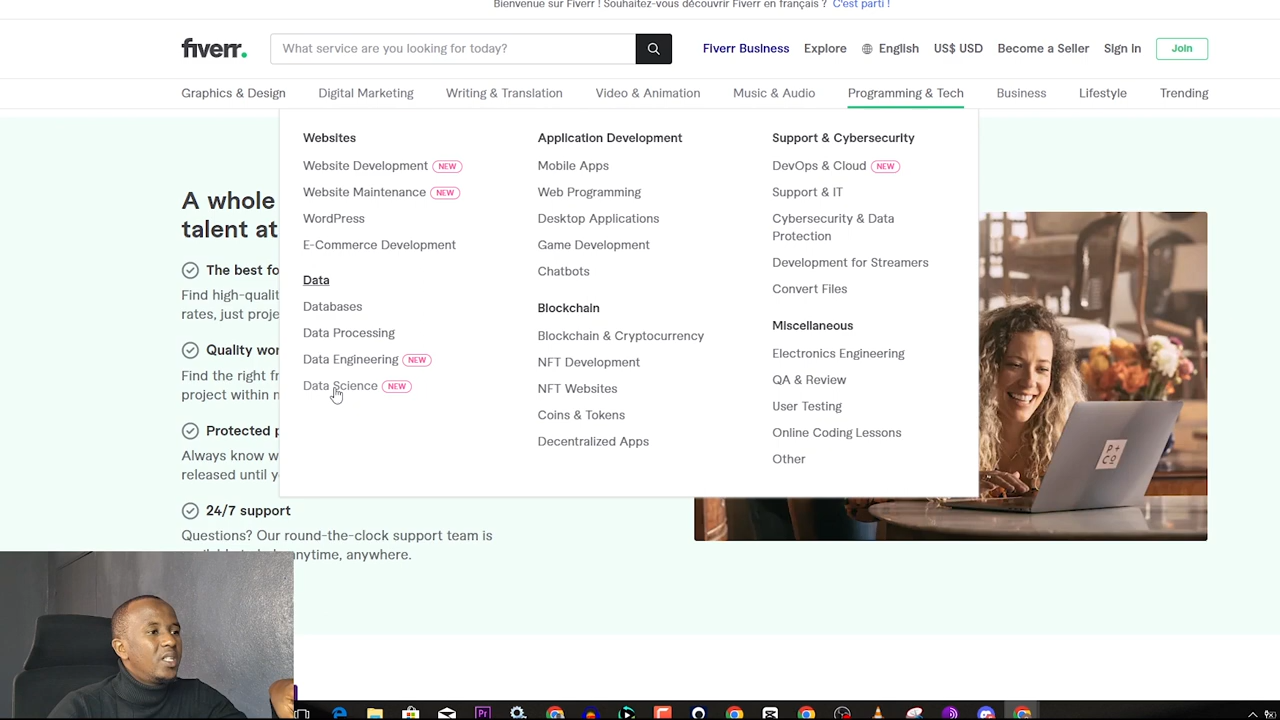 Bienvenue sur Fiverr ! Souhaitez-vous découvrir Fiverr en français ? C'est parti !
fiverr.
What service are you looking for today?
Fiverr Business
Explore
English
US$ USD
Become a Seller
Sign in
Join
Graphics & Design
Digital Marketing
Writing & Translation
Video & Animation
Music & Audio
Programming & Tech
Business
Lifestyle
Trending
Websites
Website Development NEW
Website Maintenance NEW
WordPress
E-Commerce Development
Data
Databases
Data Processing
Data Engineering NEW
Data Science NEW
Application Development
Mobile Apps
Web Programming
Desktop Applications
Game Development
Chatbots
Blockchain
Blockchain & Cryptocurrency
NFT Development
NFT Websites
Coins & Tokens
Decentralized Apps
Support & Cybersecurity
DevOps & Cloud NEW
Support & IT
Cybersecurity & Data
Protection
Development for Streamers
Convert Files
Miscellaneous
Electronics Engineering
QA & Review
User Testing
Online Coding Lessons
Other
A whole
talent at
The best
Find
rates, just
Quality
Find the right
project within
Protected
Always know
released until
24/7 support
Questions? Our round-the-clock support team is
anytime, anywhere.
P + CO
Pr